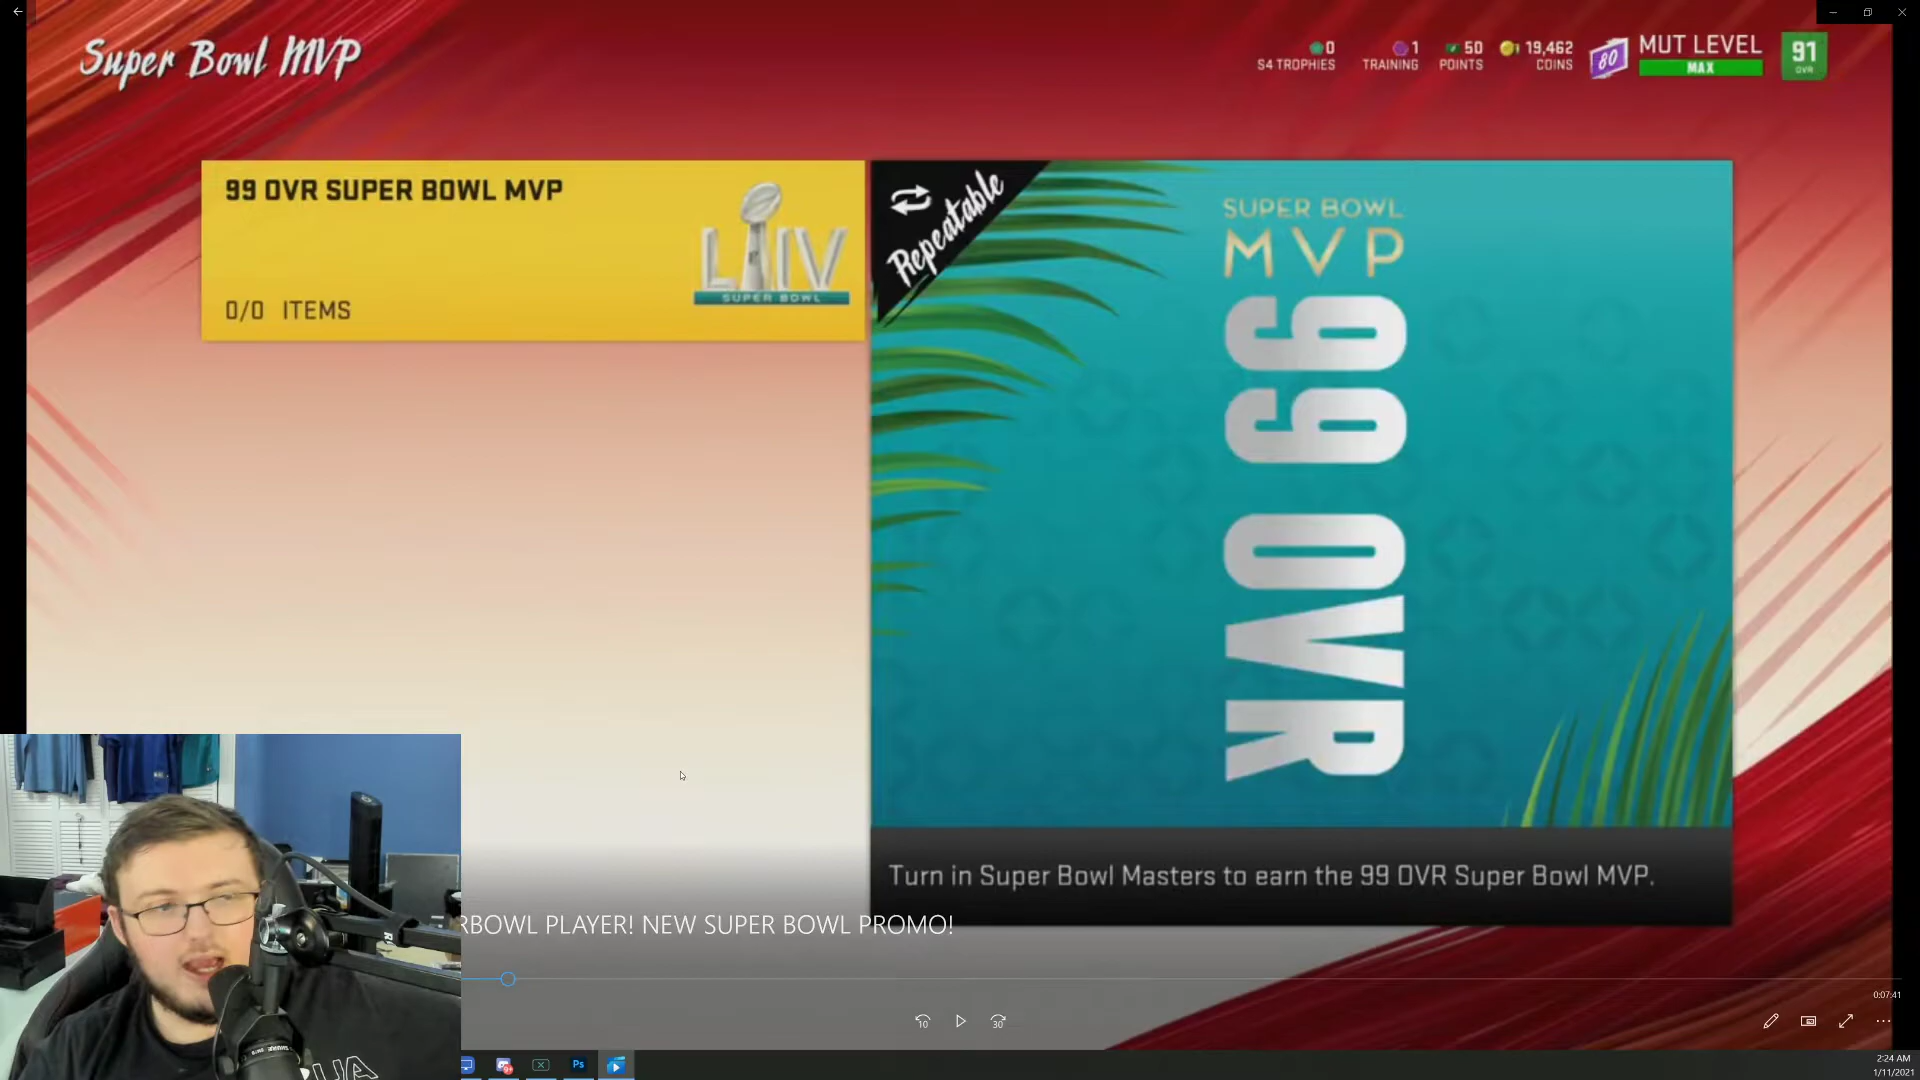 Super Bowl MVP
0
S4 TROPHIES
1
TRAINING
50
POINTS
19,462
COINS
80
MUT LEVEL
MAX
91
OVR
99 OVR SUPER BOWL MVP
0/0 ITEMS
LIV
SUPER BOWL
Repeatable
SUPER BOWL
MVP
99 OVR
Turn in Super Bowl Masters to earn the 99 OVR Super Bowl MVP.
RBOWL PLAYER! NEW SUPER BOWL PROMO!
0:07:41
10
30
Ps
2:24 AM
1/11/2021